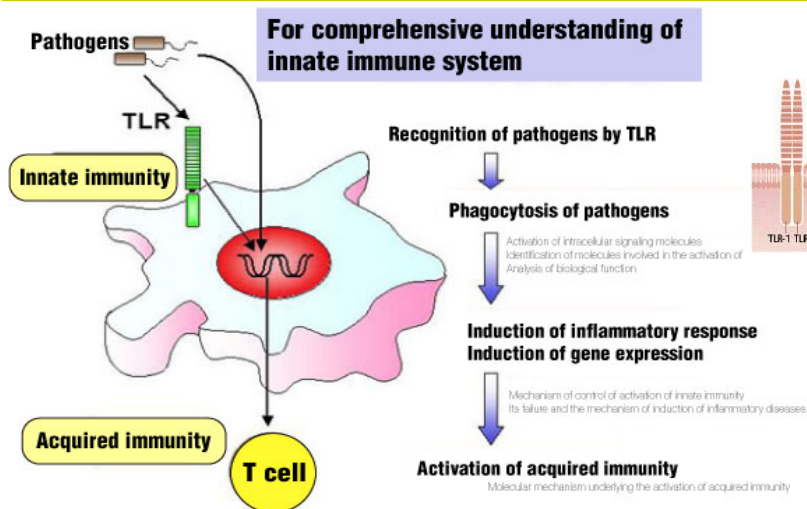 For comprehensive understanding of
innate immune system
Pathogens
TLR
Innate immunity
Acquired immunity
T cell
Recognition of pathogens by TLR
Phagocytosis of pathogens
Activation of intracellular signaling molecules
Identification of molecules involved in the activation of
Analysis of biological function
Induction of inflammatory response
Induction of gene expression
Mechanism of control of activation of innate immunity
Its failure and the mechanism of induction of inflammatory diseases
Activation of acquired immunity
Molecular mechanism underlying the activation of acquired immunity
TLR-1 TLR